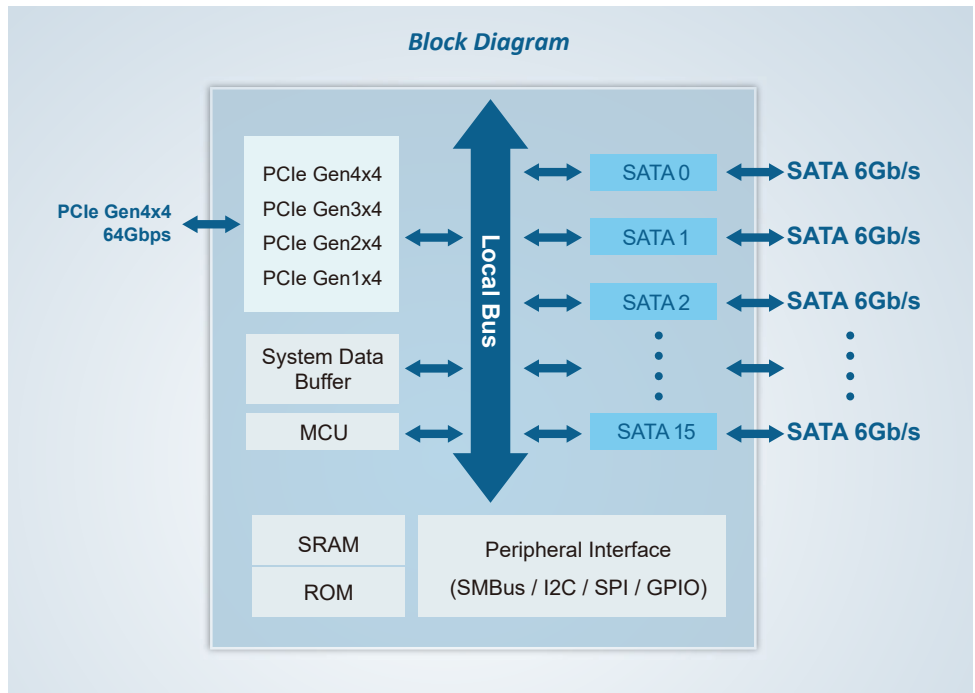 Block Diagram
PCIe Gen4x4
64Gbps
PCIe Gen4x4
PCIe Gen3x4
PCIe Gen2x4
PCIe Gen1x4
System Data
Buffer
MCU
SRAM
ROM
Local Bus
SATA 0
SATA 1
SATA 2
SATA 15
SATA 6Gb/s
SATA 6Gb/s
SATA 6Gb/s
SATA 6Gb/s
Peripheral Interface
(SMBus / I2C / SPI / GPIO)